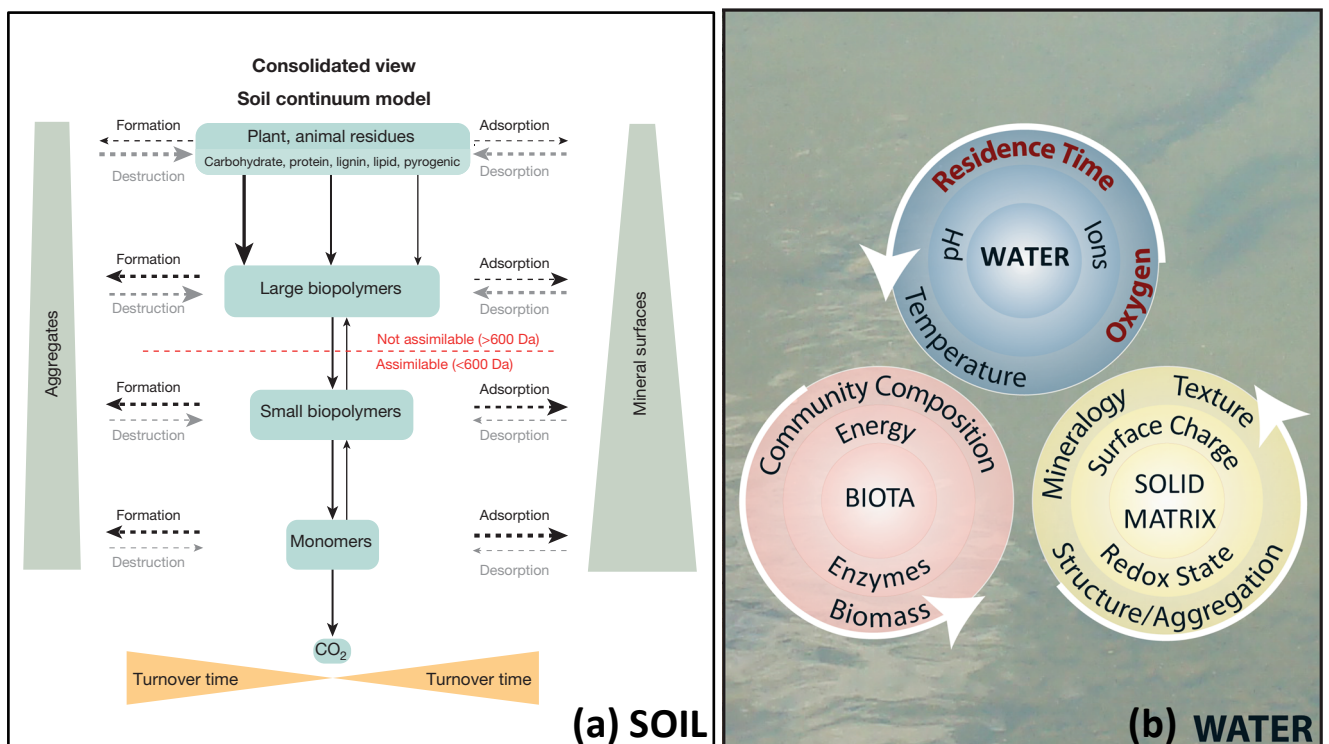 Consolidated view
Soil continuum model
Formation
Plant, animal residues
Adsorption
Destruction
Carbohydrate, protein, lignin, lipid, pyrogenic
Desorption
Formation
Large biopolymers
Adsorption
Destruction
Desorption
Not assimilable (>600 Da)
Assimilable (<600 Da)
Aggregates
Mineral surfaces
Formation
Small biopolymers
Adsorption
Destruction
Desorption
Formation
Monomers
Adsorption
Destruction
Desorption
CO2
Turnover time
Turnover time
(a) SOIL
Residence Time
pH
WATER
Ions
Oxygen
Temperature
Community Composition
Energy
BIOTA
Enzymes
Biomass
Mineralogy
Texture
Surface Charge
SOLID
MATRIX
Redox State
Structure/Aggregation
(b) WATER